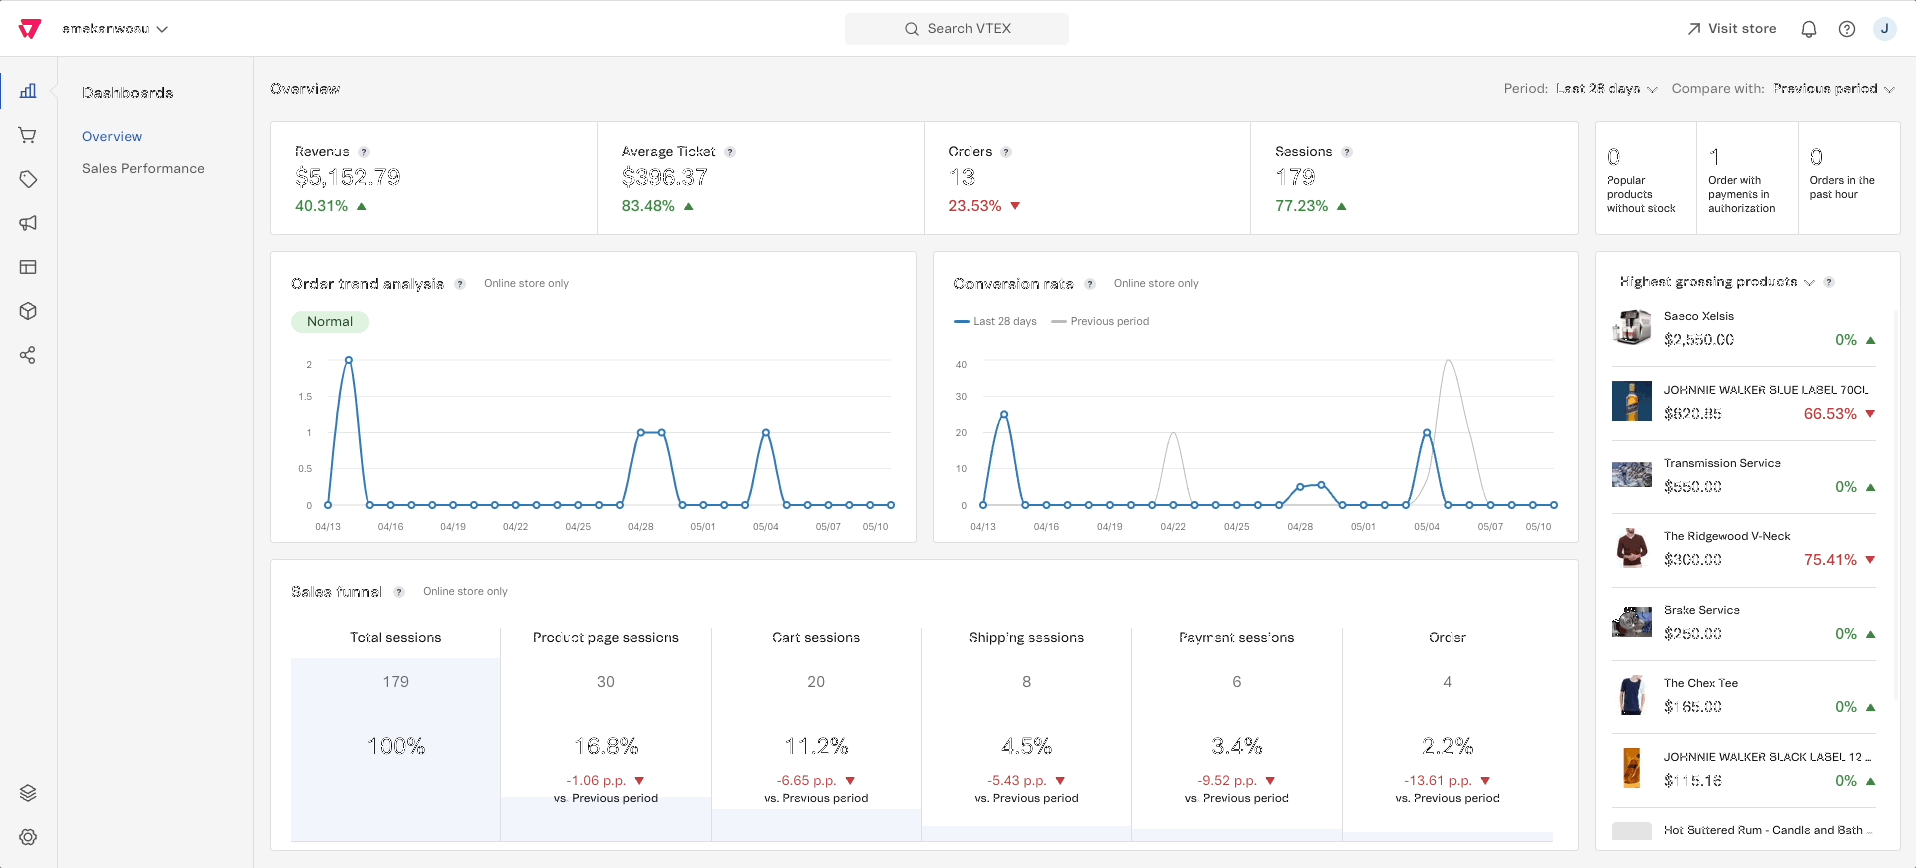 emekanwosu
Search VTEX
Visit store
J
Dashboards
Overview
Sales Performance
Overview
Period: Last 28 days
Compare with: Previous period
Revenue ?
$5,152.79
40.31%
Average Ticket ?
$396.37
83.48%
Orders ?
13
23.53%
Sessions ?
179
77.23%
0
Popular
products
without stock
1
Order with
payments in
authorization
0
Orders in the
past hour
Order trend analysis ? Online store only
Normal
2
1.5
1
0.5
0
04/13 04/16 04/19 04/22 04/25 04/28 05/01 05/04 05/07 05/10
Conversion rate ? Online store only
Last 28 days Previous period
40
30
20
10
0
04/13 04/16 04/19 04/22 04/25 04/28 05/01 05/04 05/07 05/10
Highest grossing products ?
Saeco Xelsis
$2,550.00 0%
JOHNNIE WALKER BLUE LABEL 70CL
$620.85 66.53%
Transmission Service
$550.00 0%
The Ridgewood V-Neck
$300.00 75.41%
Brake Service
$250.00 0%
The Chex Tee
$165.00 0%
JOHNNIE WALKER BLACK LABEL 12 ...
$115.16 0%
Hot Buttered Rum - Candle and Bath ...
Sales funnel ? Online store only
Total sessions
179
100%
Product page sessions
30
16.8%
-1.06 p.p.
vs. Previous period
Cart sessions
20
11.2%
-6.65 p.p.
vs. Previous period
Shipping sessions
8
4.5%
-5.43 p.p.
vs. Previous period
Payment sessions
6
3.4%
-9.52 p.p.
vs. Previous period
Order
4
2.2%
-13.61 p.p.
vs. Previous period